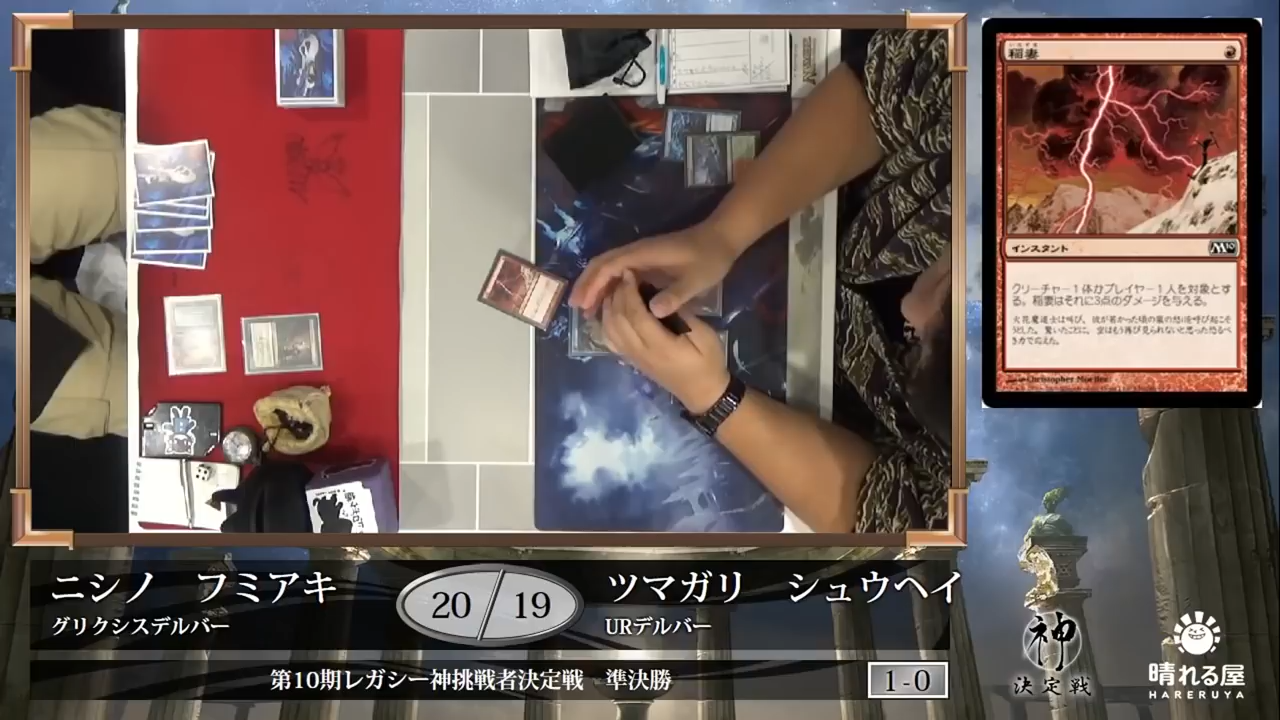 稲妻
インスタント
M10
クリーチャー1体かプレイヤー1人を対象とす
る。稲妻はそれに3点のダメージを与える。
ニシノ フミアキ
グリクシスデルバー
20 / 19
ツマガリ シュウヘイ
URデルバー
第10期レガシー神挑戦者決定戦 準決勝
1-0
神
決定戦
晴れる屋
HARERUYA